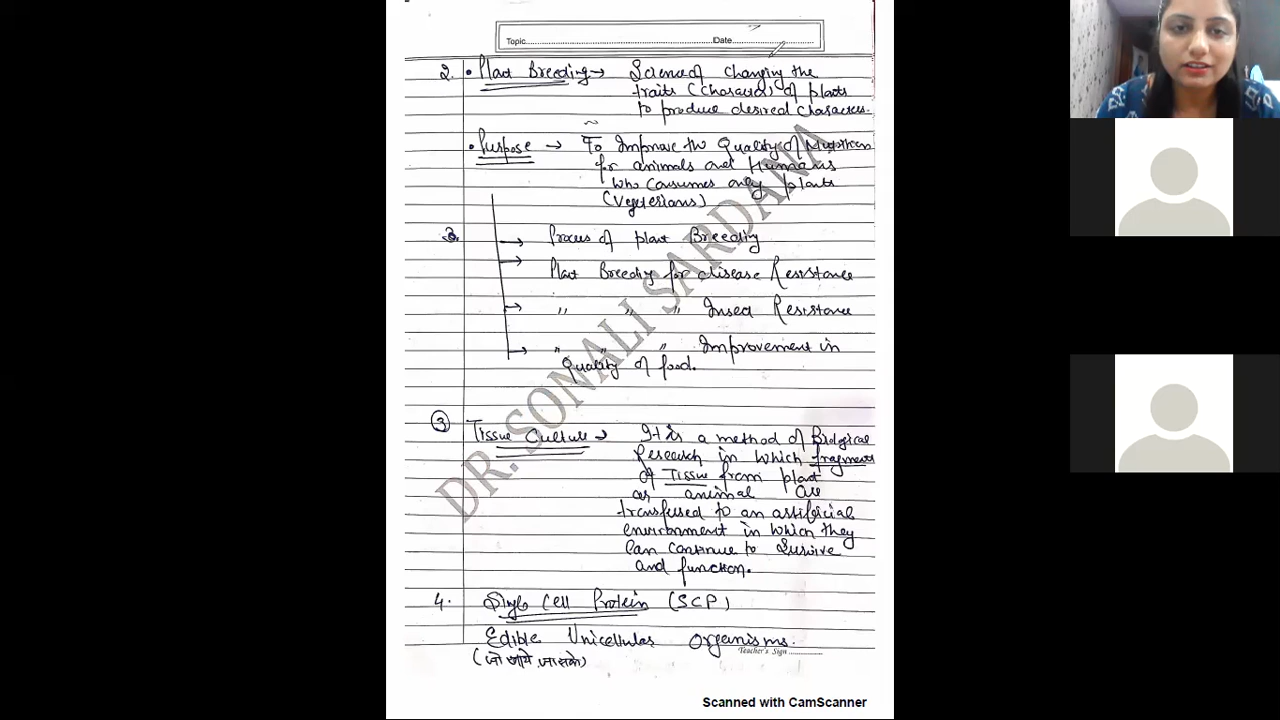 Topic Date
2. • Plant Breeding → Science of changing the
traits (character) of plants
to produce desired characters.
• Purpose → To Improve the Quality of Nutrition
for animals and Humans
who consumes only plants
(Vegeterians)
3.
→ Process of plant Breeding
→ Plant Breeding for disease Resistance
→ " " " Insect Resistance
→ " " " Improvement in
Quality of food.
③ Tissue Culture → It is a method of Biological
Research in which fragments
of Tissue from plant
or animal are
transfused to an artificial
environment in which they
can continue to Survive
and function.
4. Single Cell Protein (SCP)
Edible Unicellular Organisms.
Teacher's Sign
(जो खाये जा सके)
DR. SONALI SARDANA
Scanned with CamScanner